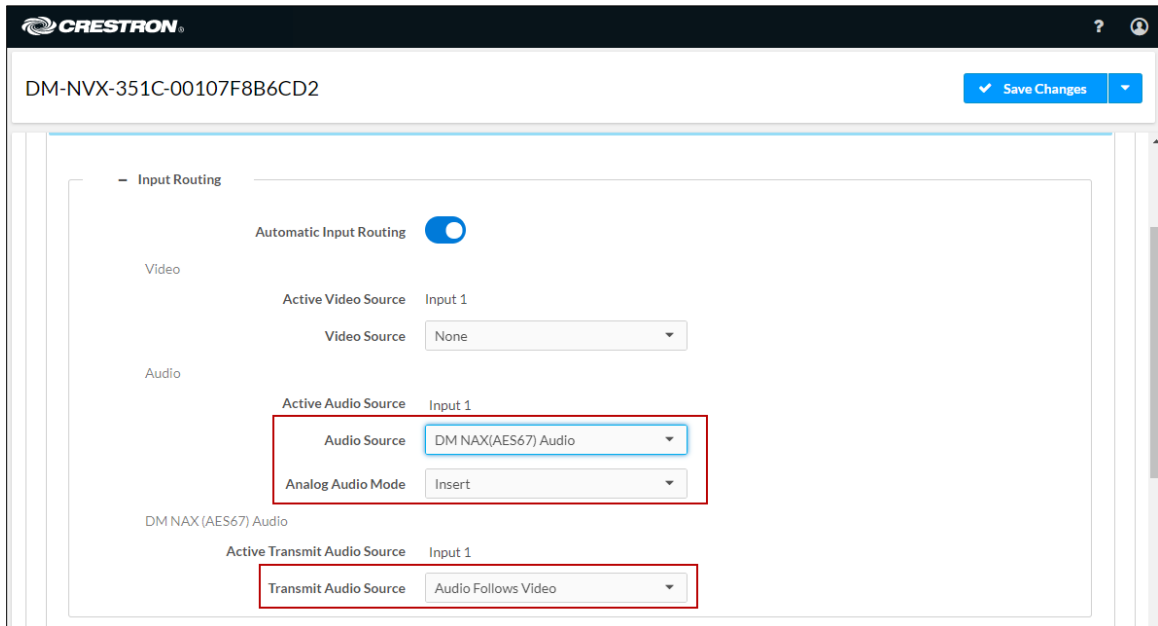 CRESTRON®
?
DM-NVX-351C-00107F8B6CD2
Save Changes
– Input Routing
Automatic Input Routing
Video
Active Video Source Input 1
Video Source None
Audio
Active Audio Source Input 1
Audio Source DM NAX(AES67) Audio
Analog Audio Mode Insert
DM NAX (AES67) Audio
Active Transmit Audio Source Input 1
Transmit Audio Source Audio Follows Video